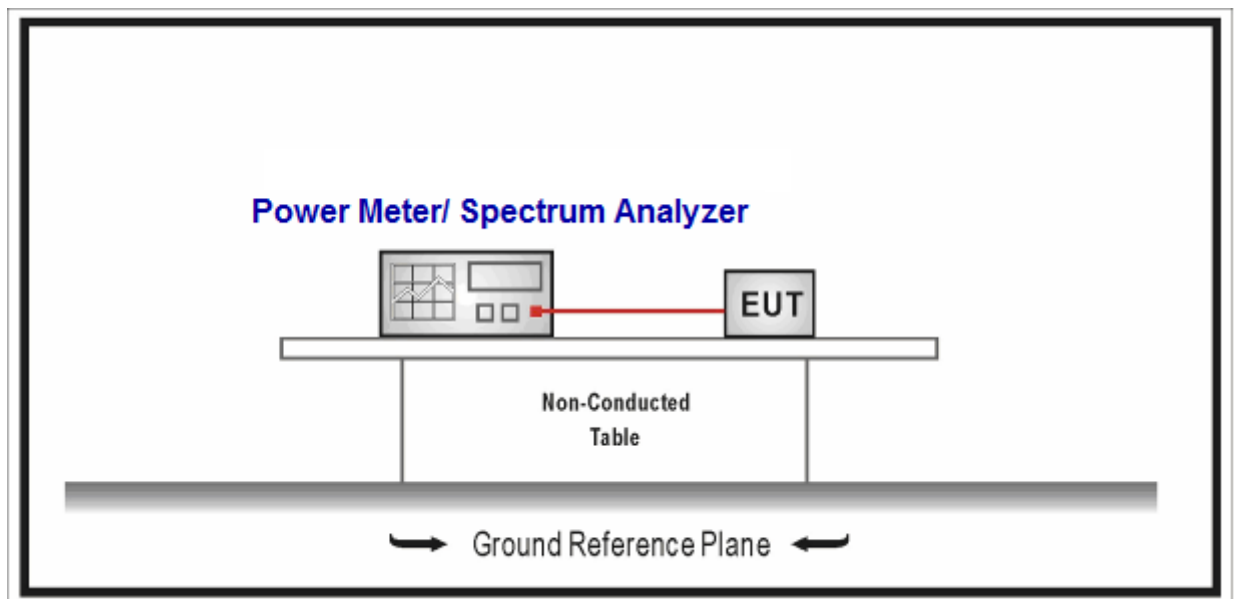 Power Meter/ Spectrum Analyzer
EUT
Non-Conducted
Table
Ground Reference Plane